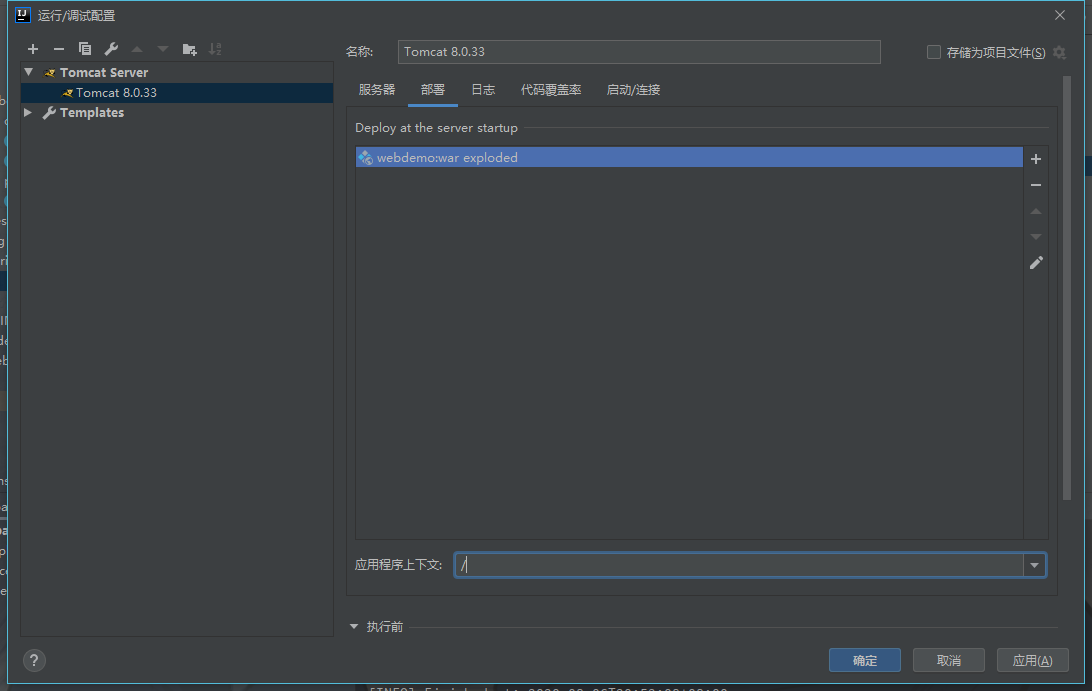 运行/调试配置
Tomcat Server
Tomcat 8.0.33
Templates
名称:
Tomcat 8.0.33
存储为项目文件(S)
服务器
部署
日志
代码覆盖率
启动/连接
Deploy at the server startup
webdemo:war exploded
应用程序上下文:
/
执行前
?
确定
取消
应用(A)